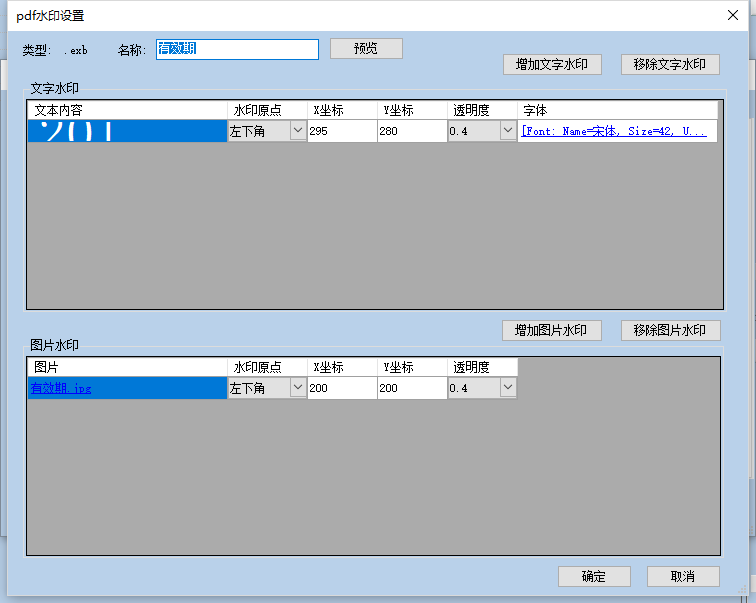 pdf水印设置
类型: .exb 名称: 有效期 预览
增加文字水印 移除文字水印
文字水印
文本内容 水印原点 X坐标 Y坐标 透明度 字体
201 左下角 295 280 0.4 [Font: Name=宋体, Size=42, U...
增加图片水印 移除图片水印
图片水印
图片 水印原点 X坐标 Y坐标 透明度
有效期.jpg 左下角 200 200 0.4
确定 取消